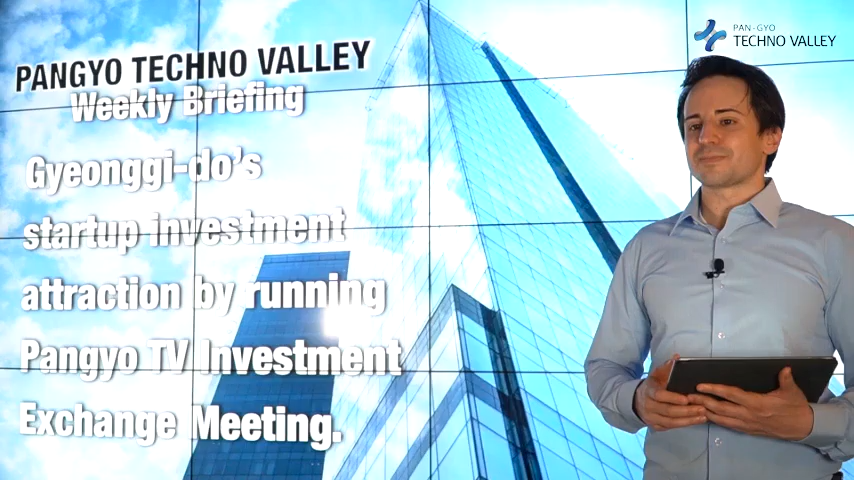 PANGYO TECHNO VALLEY
Weekly Briefing
Gyeonggi-do's
startup investment
attraction by running
Pangyo TV Investment
Exchange Meeting.
PAN-GYO
TECHNO VALLEY